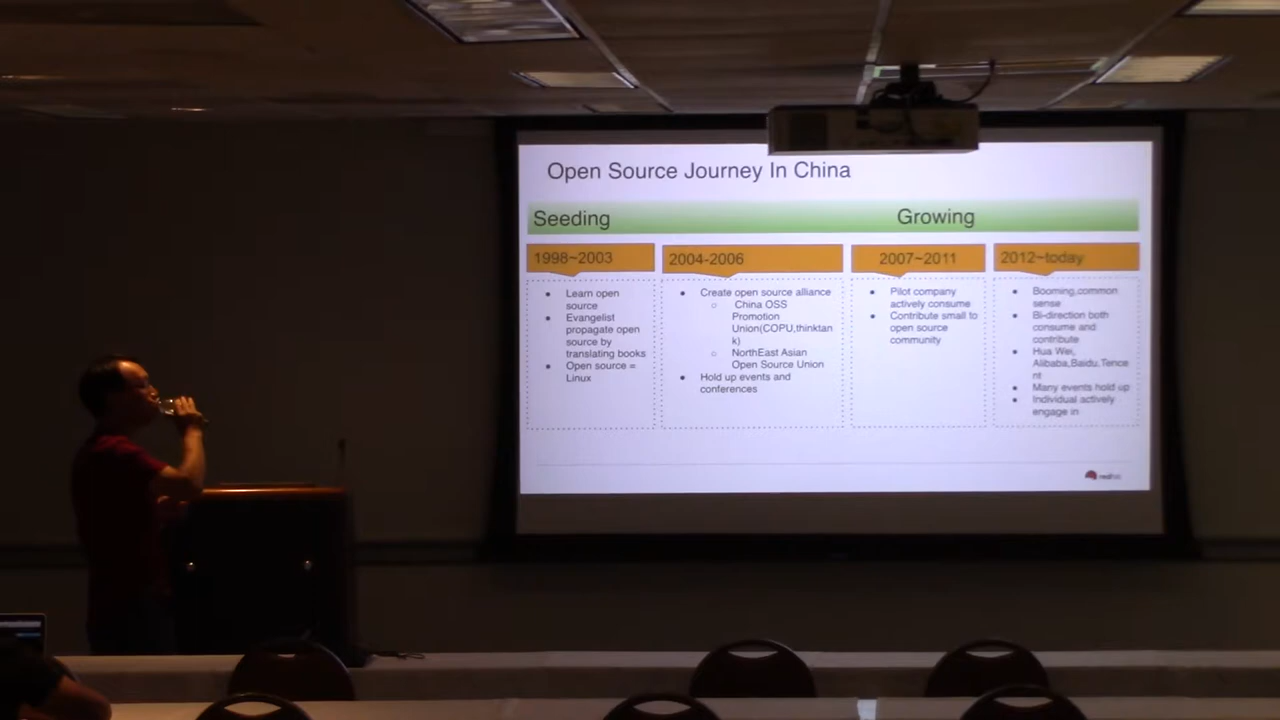 Open Source Journey In China
Seeding
Growing
1998~2003
2004-2006
2007~2011
2012~today
• Learn open
source
• Evangelist
propagate open
source by
translating books
• Open source =
Linux
• Create open source alliance
○ China OSS
Promotion
Union(COPU,thinktan
k)
○ NorthEast Asian
Open Source Union
• Hold up events and
conferences
• Pilot company
actively consume
• Contribute small to
open source
community
• Booming,common
sense
• Bi-direction both
consume and
contribute
• Hua Wei,
Alibaba,Baidu,Tence
nt
• Many events hold up
• Individual actively
engage in
redhat